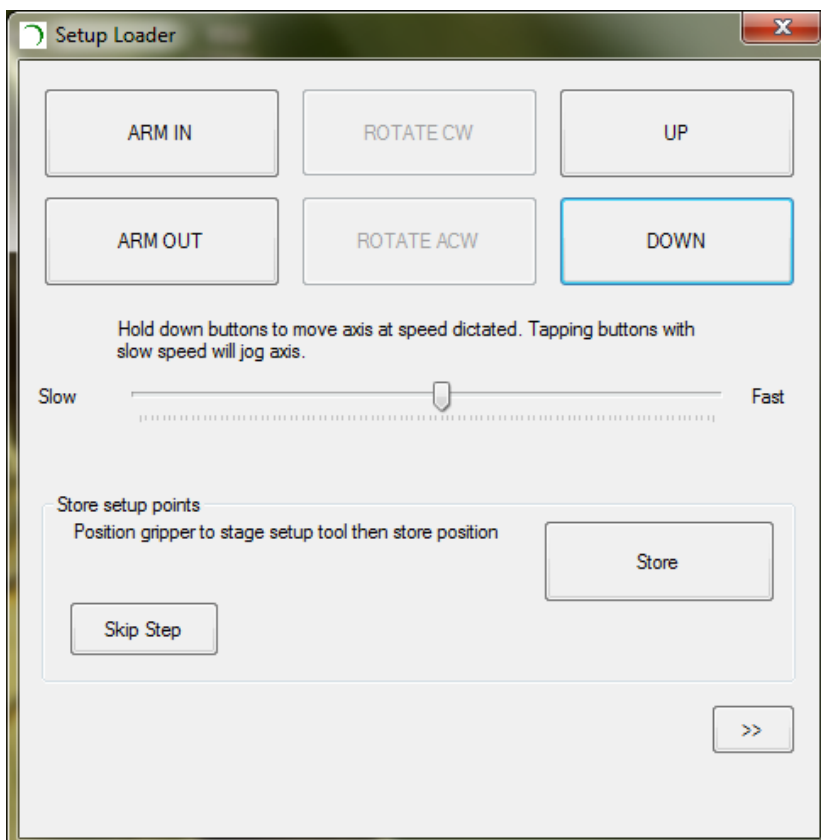 Setup Loader
ARM IN
ROTATE CW
UP
ARM OUT
ROTATE ACW
DOWN
Hold down buttons to move axis at speed dictated. Tapping buttons with
slow speed will jog axis.
Slow
Fast
Store setup points
Position gripper to stage setup tool then store position
Store
Skip Step
>>